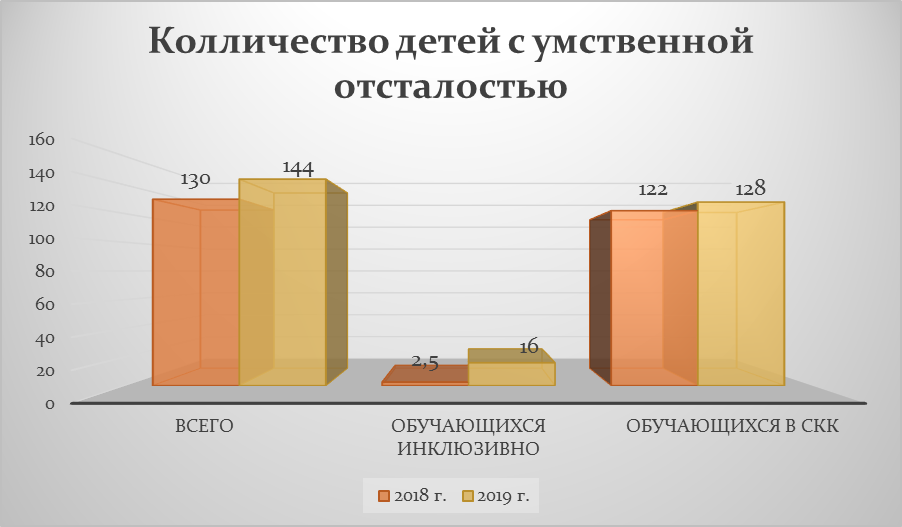 Колличество детей с умственной
отсталостью
160
140
120
100
80
60
40
20
0
130
144
2,5
16
122
128
ВСЕГО
ОБУЧАЮЩИХСЯ
ИНКЛЮЗИВНО
ОБУЧАЮЩИХСЯ В СКК
2018 г.
2019 г.